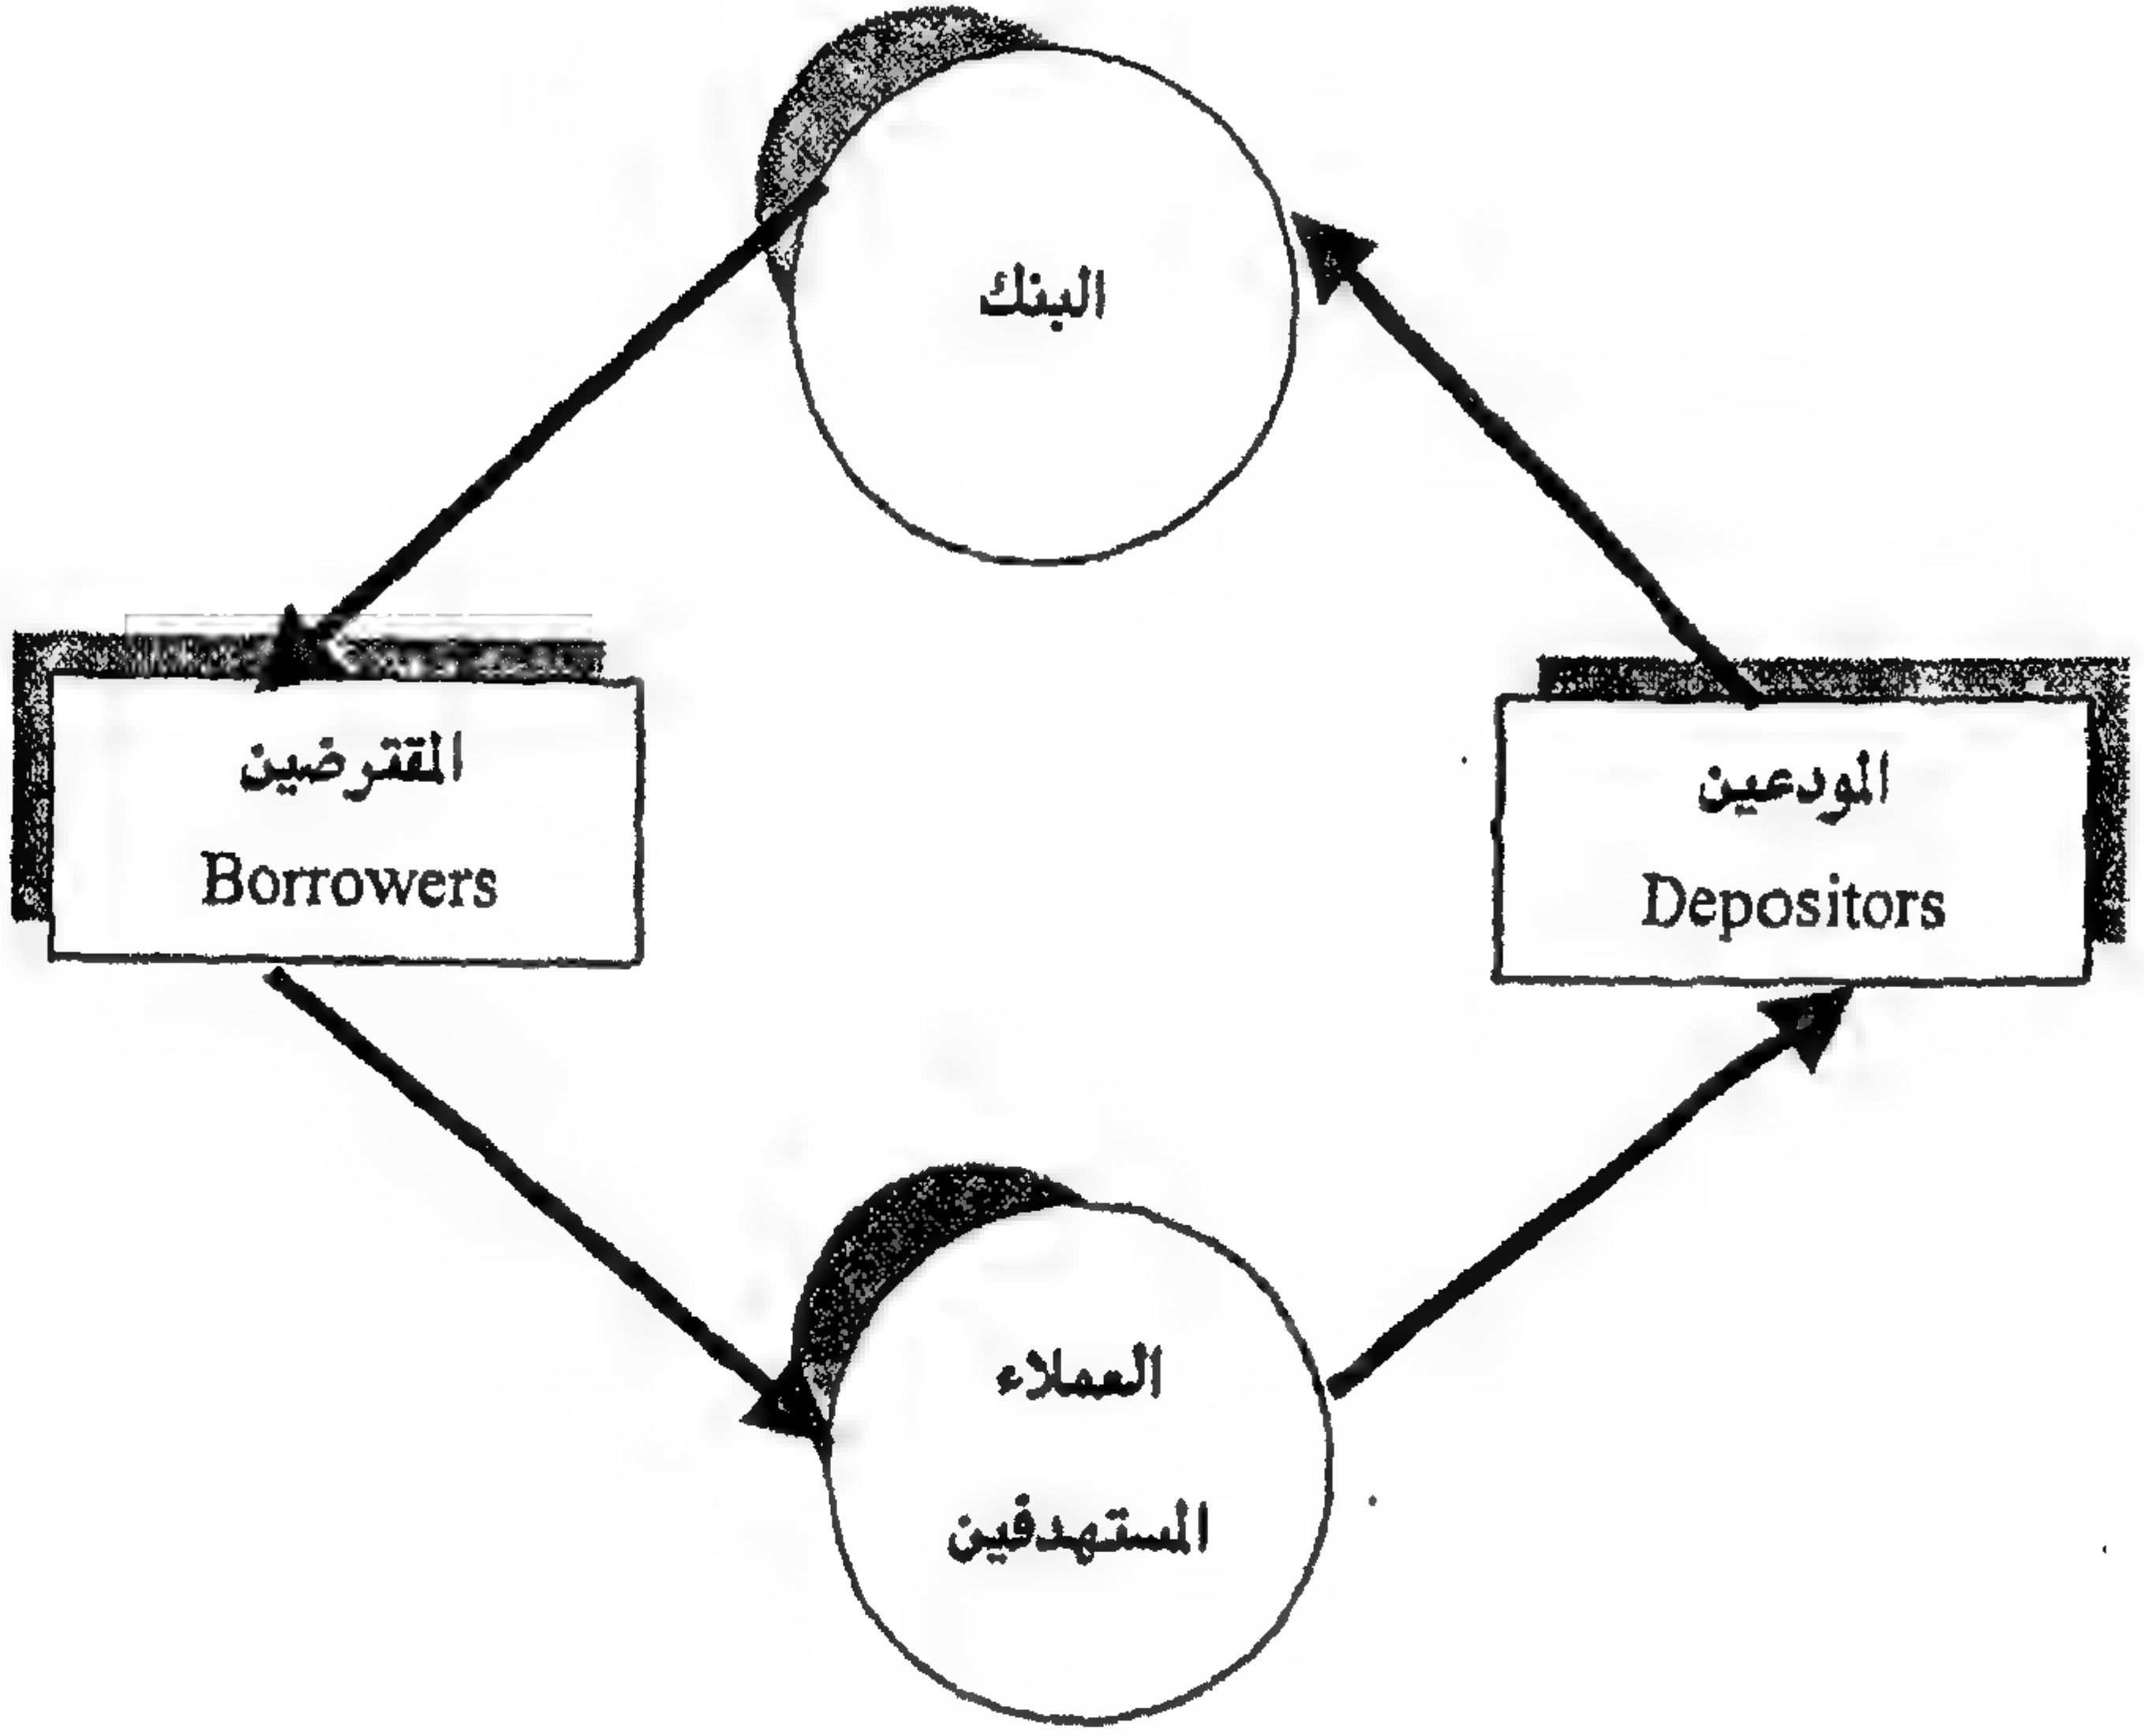 البنك
المودعين
Depositors
المقترضين
Borrowers
العملاء
المستهدفين